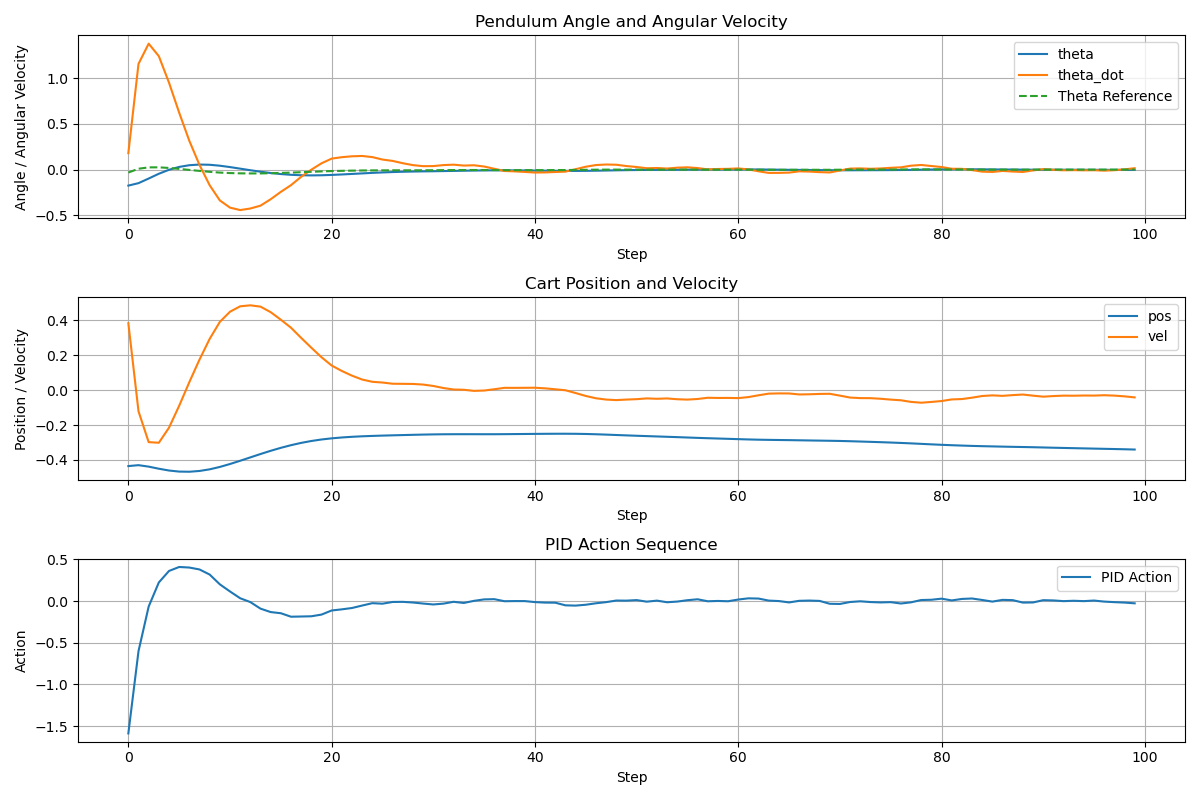 Pendulum Angle and Angular Velocity
Angle / Angular Velocity
1.0
0.5
0.0
−0.5
theta
theta_dot
Theta Reference
0 20 40 60 80 100
Step
Cart Position and Velocity
Position / Velocity
0.4
0.2
0.0
−0.2
−0.4
pos
vel
0 20 40 60 80 100
Step
PID Action Sequence
Action
0.5
0.0
−0.5
−1.0
−1.5
PID Action
0 20 40 60 80 100
Step